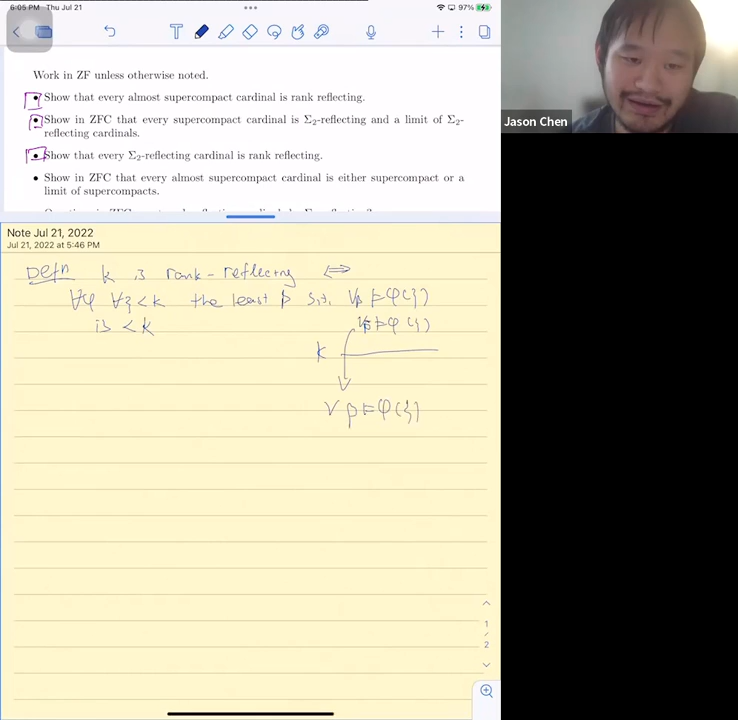 6:05 PM Thu Jul 21
97%
Work in ZF unless otherwise noted.
• Show that every almost supercompact cardinal is rank reflecting.
• Show in ZFC that every supercompact cardinal is Σ₂-reflecting and a limit of Σ₂-
reflecting cardinals.
• Show that every Σ₂-reflecting cardinal is rank reflecting.
• Show in ZFC that every almost supercompact cardinal is either supercompact or a
limit of supercompacts.
Note Jul 21, 2022
Jul 21, 2022 at 5:46 PM
Defn κ is rank-reflecting ⇔
∀φ ∀ξ<κ the least β s.t. Vβ ⊨ φ(ξ)
is < κ
Vβ ⊨ φ(ξ)
κ
Vβ ⊨ φ(ξ)
1
2
Jason Chen